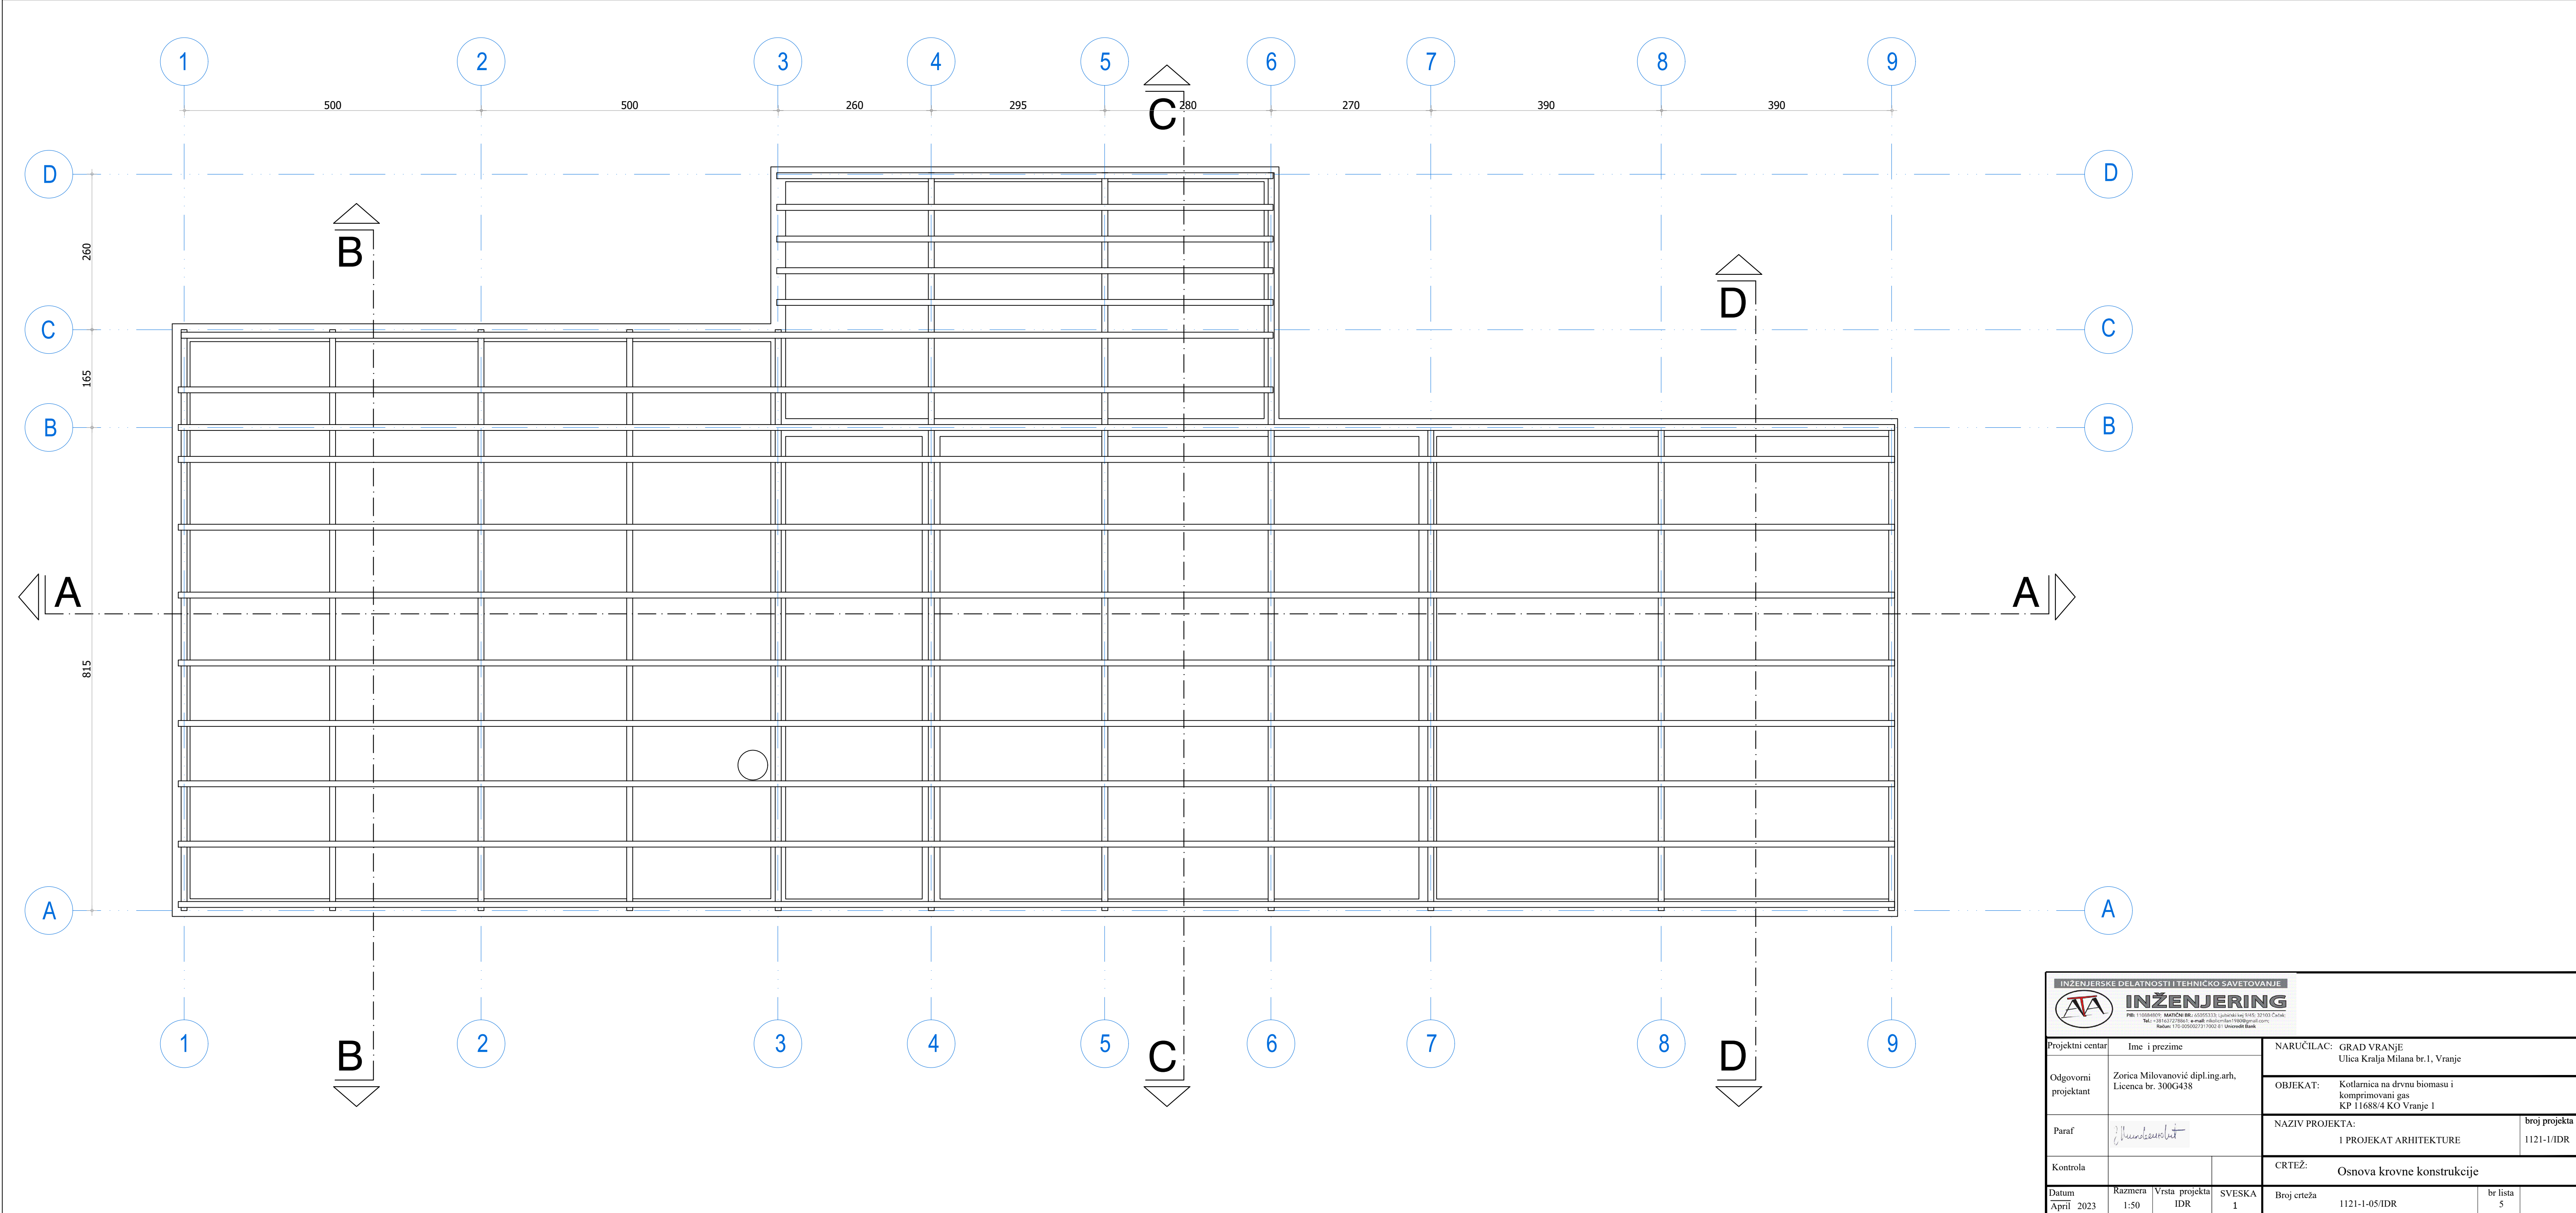 1 2 3 4 5 6 7 8 9
500 500 260 295 280 270 390 390
C
D D
B
260
D
C C
165
B B
A A
815
A A
1 2 3 4 5 6 7 8 9
B C D
INŽENJERSKE DELATNOSTI I TEHNIČKO SAVETOVANJE
ATA
INŽENJERING
Projektni centar
Ime i prezime
Odgovorni
projektant
Zorica Milovanović dipl.ing.arh,
Licenca br. 300G438
Paraf
Kontrola
Datum
April 2023
Razmera
1:50
Vrsta projekta
IDR
SVESKA
1
NARUČILAC: GRAD VRANjE
Ulica Kralja Milana br.1, Vranje
OBJEKAT: Kotlarnica na drvnu biomasu i
komprimovani gas
KP 11688/4 KO Vranje 1
NAZIV PROJEKTA:
1 PROJEKAT ARHITEKTURE
broj projekta
1121-1/IDR
CRTEŽ: Osnova krovne konstrukcije
Broj crteža
1121-1-05/IDR
br lista
5